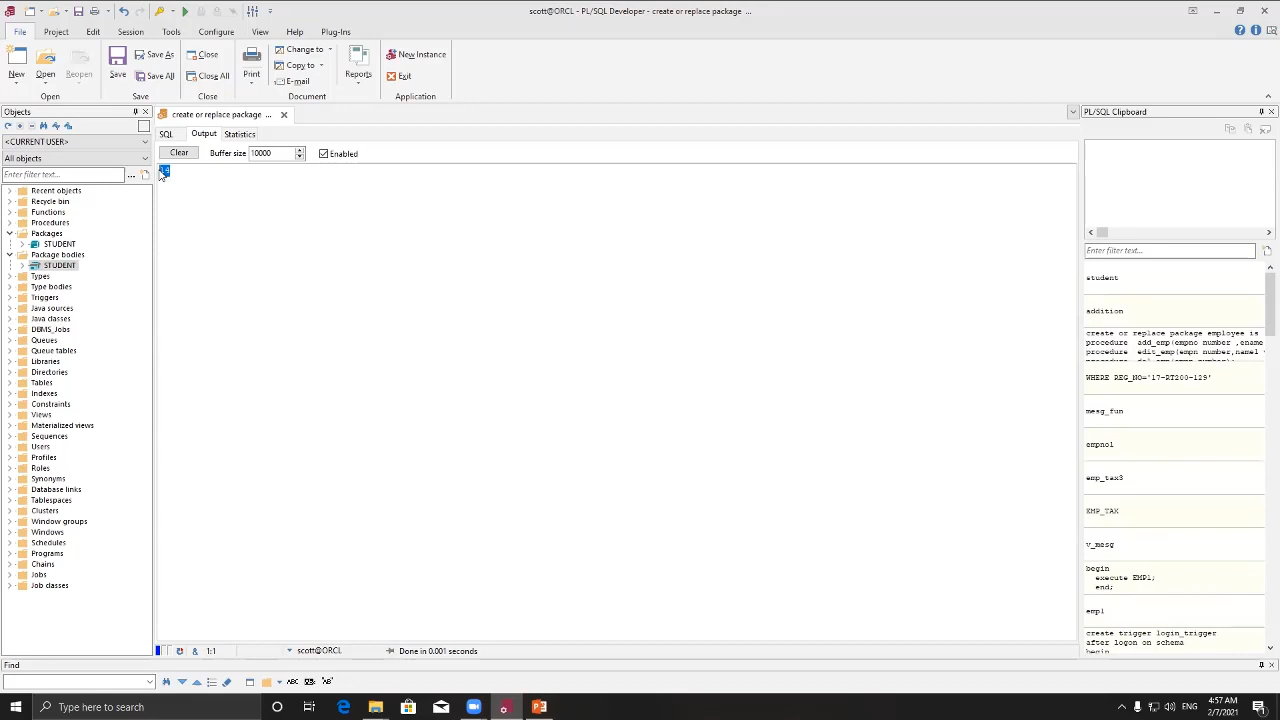 scott@ORCL - PL/SQL Developer - create or replace package ...
File Project Edit Session Tools Configure View Help Plug-Ins
New Open Reopen Save Save As Save All Close Close All Print Change to Copy to E-mail Reports New Instance Exit
Open Save Close Document Application
Objects
<CURRENT USER>
All objects
Enter filter text... ...
Recent objects
Recycle bin
Functions
Procedures
Packages
STUDENT
Package bodies
STUDENT
Types
Type bodies
Triggers
Java sources
Java classes
DBMS_Jobs
Queues
Queue tables
Libraries
Directories
Tables
Indexes
Constraints
Views
Materialized views
Sequences
Users
Profiles
Roles
Synonyms
Database links
Tablespaces
Clusters
Window groups
Windows
Schedules
Programs
Chains
Jobs
Job classes
create or replace package ...
SQL Output Statistics
Clear Buffer size 10000 Enabled
& 1:1 scott@ORCL Done in 0.001 seconds
PL/SQL Clipboard
Enter filter text...
student
addition
create or replace package employee is
procedure add_emp(empno number ,ename
procedure edit_emp(empn number,name1
WHERE REG_NO='17-RT200-129'
mesg_fun
empno1
emp_tax3
EMP_TAX
v_mesg
begin
execute EMP1;
end;
emp1
create trigger login_trigger
after logon on schema
begin
Find
ABC "AB"
Type here to search
ENG
4:57 AM
2/7/2021